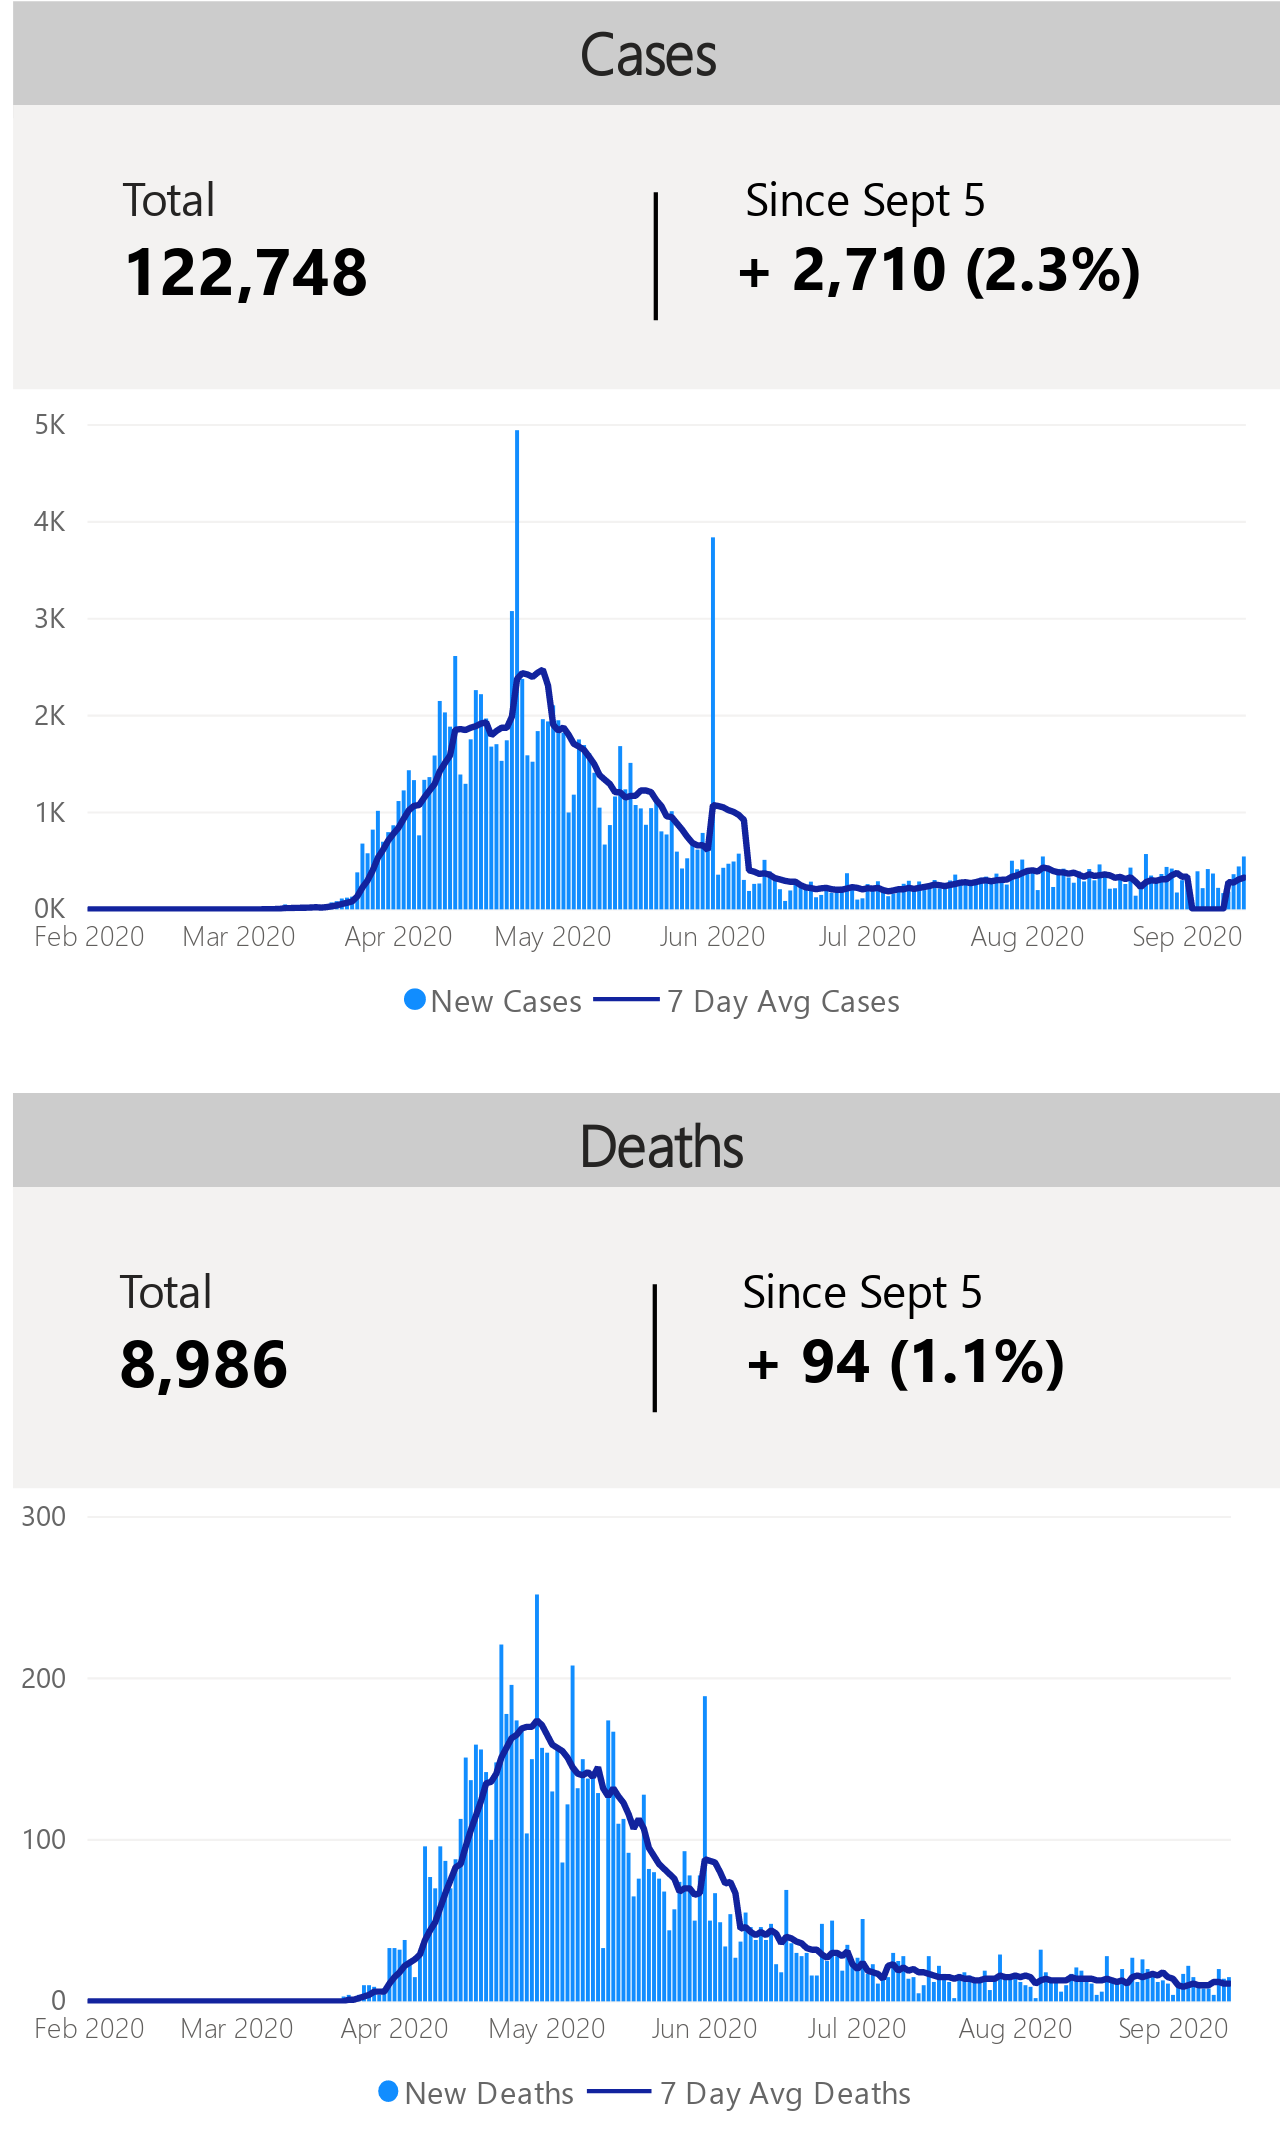 Cases
Total
Since Sept 5
122,748
+ 2,710 (2.3%)
5K
4K
3K
2K
1K
0K
Feb 2020
Mar 2020
Apr 2020
May 2020
Jun 2020
Jul 2020
Aug 2020
Sep 2020
New Cases
7 Day Avg Cases
Deaths
Total
Since Sept 5
8,986
+ 94 (1.1%)
300
200
100
0
Feb 2020
Mar 2020
Apr 2020
May 2020
Jun 2020
Jul 2020
Aug 2020
Sep 2020
New Deaths
7 Day Avg Deaths